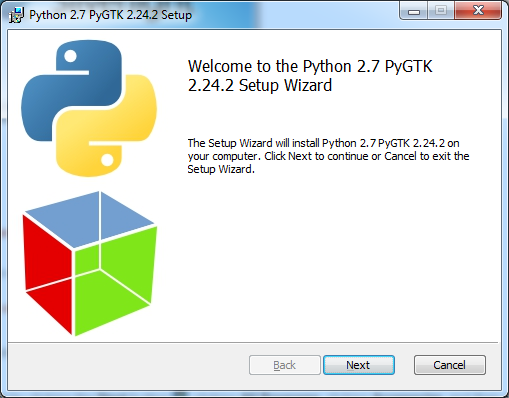 Python 2.7 PyGTK 2.24.2 Setup
Welcome to the Python 2.7 PyGTK
2.24.2 Setup Wizard
The Setup Wizard will install Python 2.7 PyGTK 2.24.2 on
your computer. Click Next to continue or Cancel to exit the
Setup Wizard.
Back
Next
Cancel